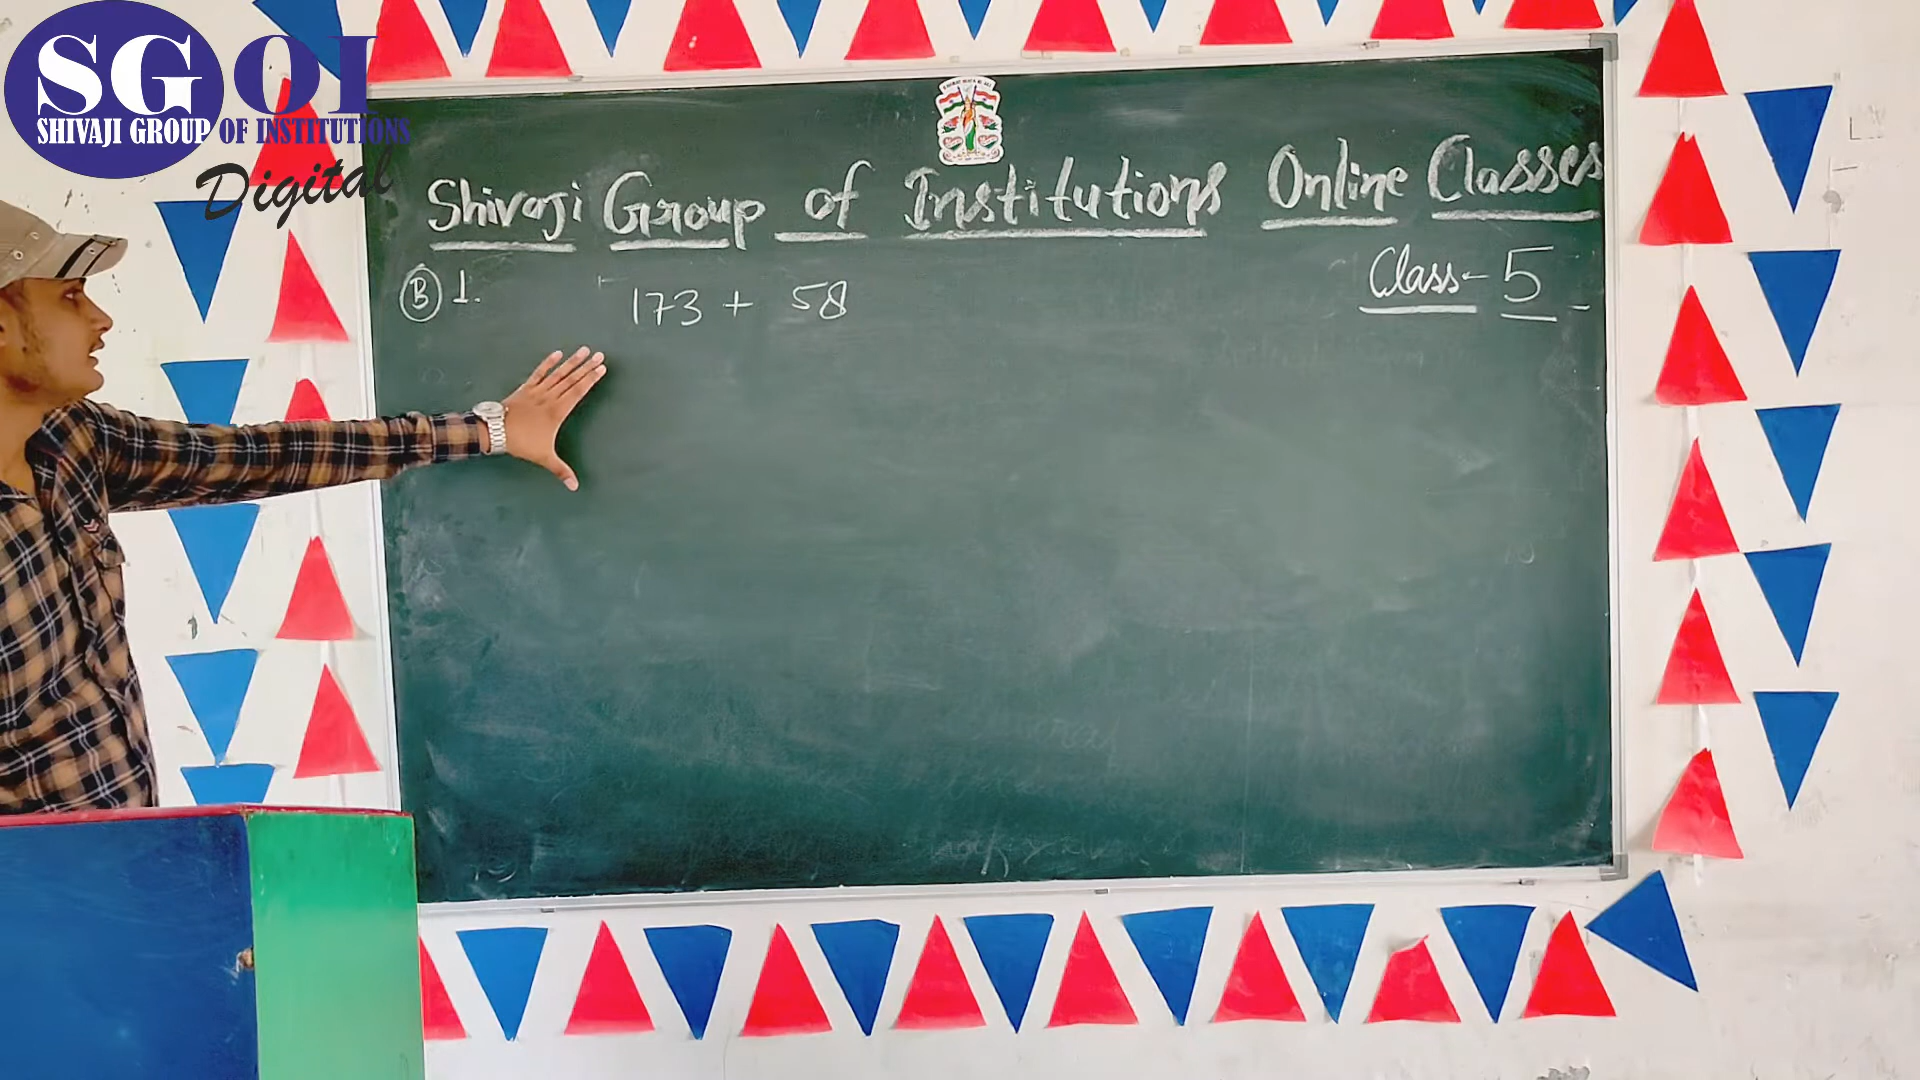 SGOI
SHIVAJI GROUP OF INSTITUTIONS
Digital
Shivaji Group of Institutions Online Classes
Class - 5
B 1. 173 + 58